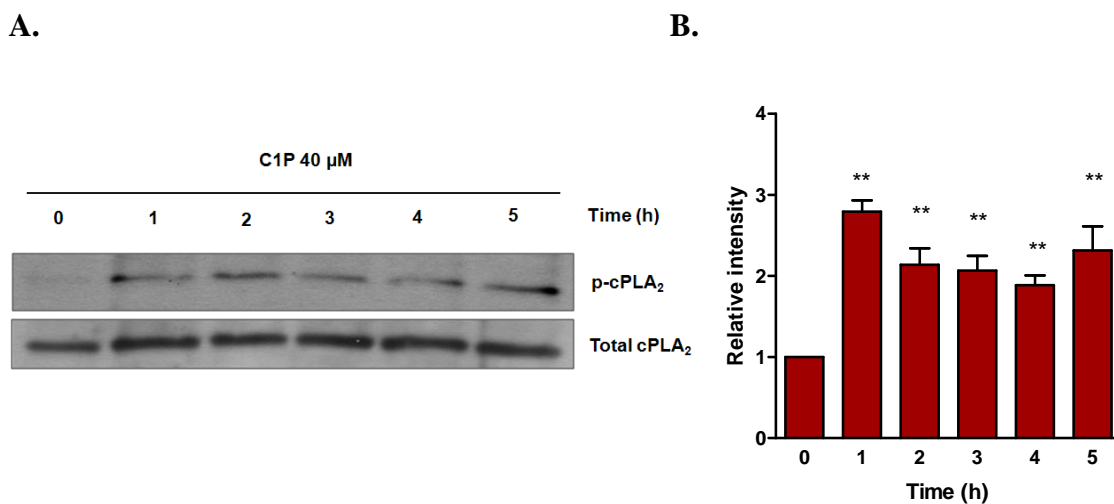 A.
C1P 40 µM
0 1 2 3 4 5 Time (h)
p-cPLA₂
Total cPLA₂
B.
Relative intensity
4
3
2
1
0
**
**
**
**
**
0 1 2 3 4 5
Time (h)